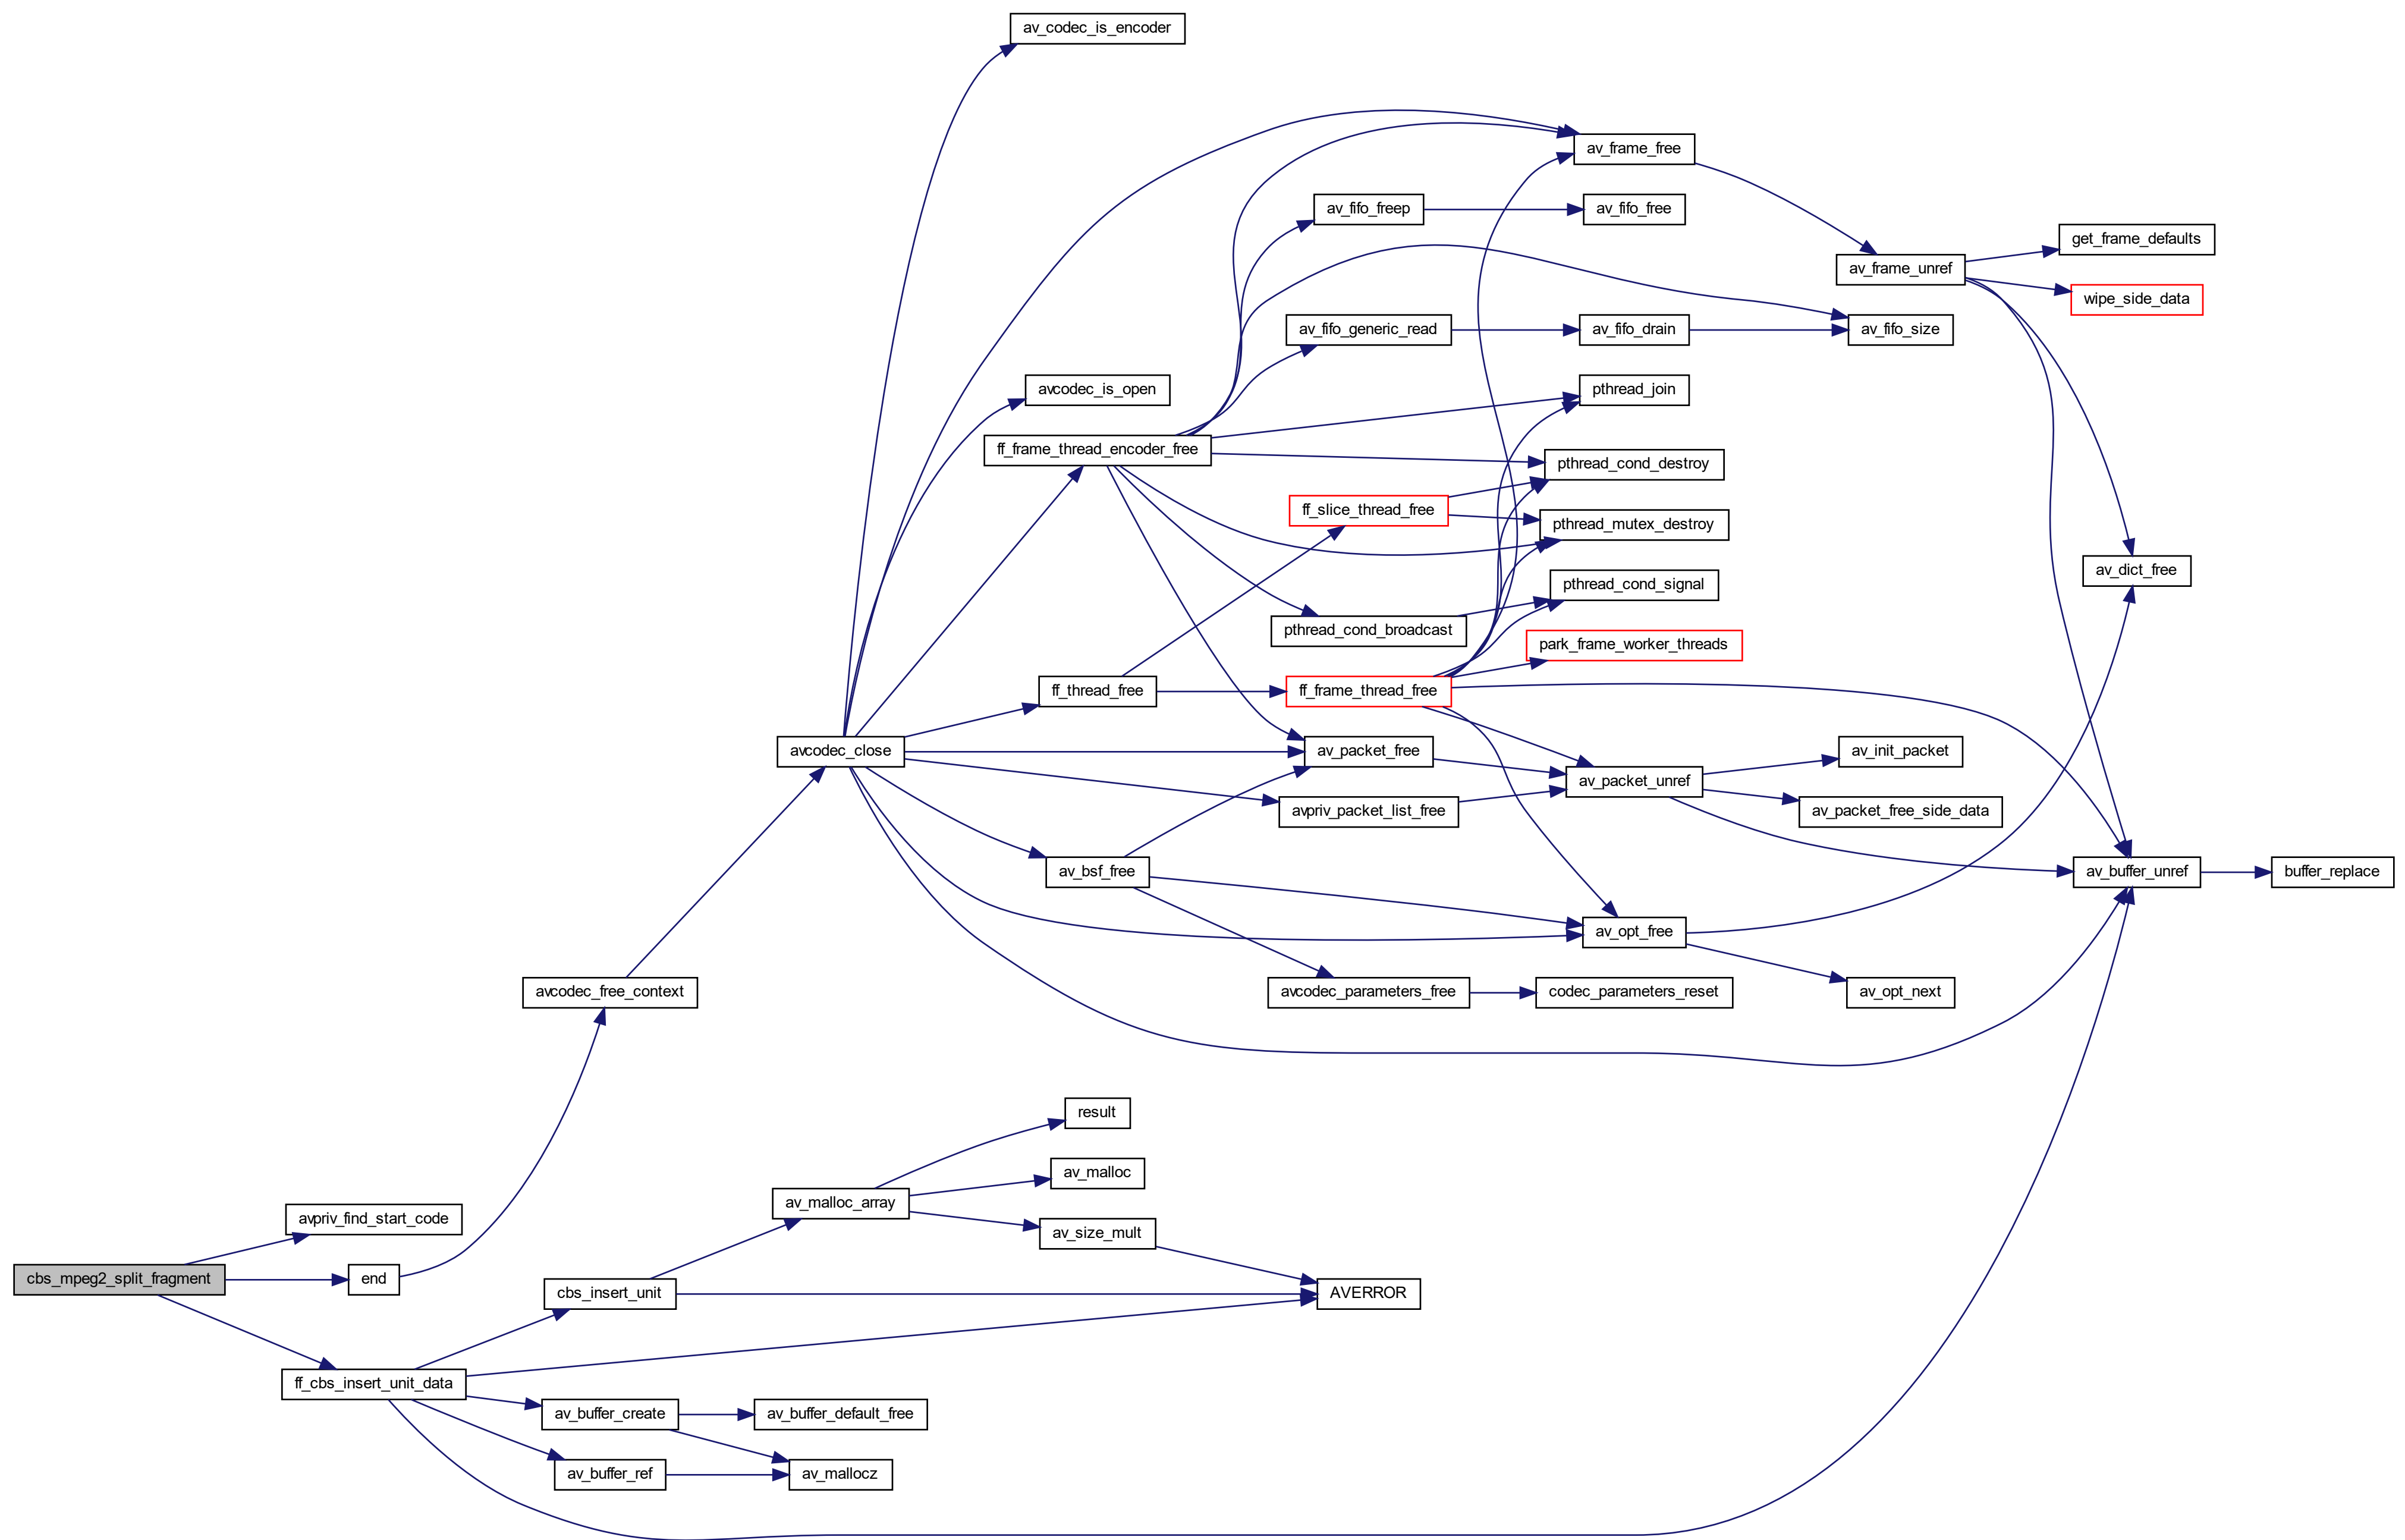 av_codec_is_encoder
av_frame_free
av_fifo_freep
av_fifo_free
get_frame_defaults
av_frame_unref
wipe_side_data
av_fifo_generic_read
av_fifo_drain
av_fifo_size
avcodec_is_open
pthread_join
ff_frame_thread_encoder_free
pthread_cond_destroy
ff_slice_thread_free
pthread_mutex_destroy
av_dict_free
pthread_cond_signal
pthread_cond_broadcast
park_frame_worker_threads
ff_thread_free
ff_frame_thread_free
avcodec_close
av_packet_free
av_init_packet
av_packet_unref
avpriv_packet_list_free
av_packet_free_side_data
av_bsf_free
av_buffer_unref
buffer_replace
av_opt_free
avcodec_free_context
avcodec_parameters_free
codec_parameters_reset
av_opt_next
result
av_malloc
av_malloc_array
avpriv_find_start_code
av_size_mult
cbs_mpeg2_split_fragment
end
cbs_insert_unit
AVERROR
ff_cbs_insert_unit_data
av_buffer_create
av_buffer_default_free
av_buffer_ref
av_mallocz